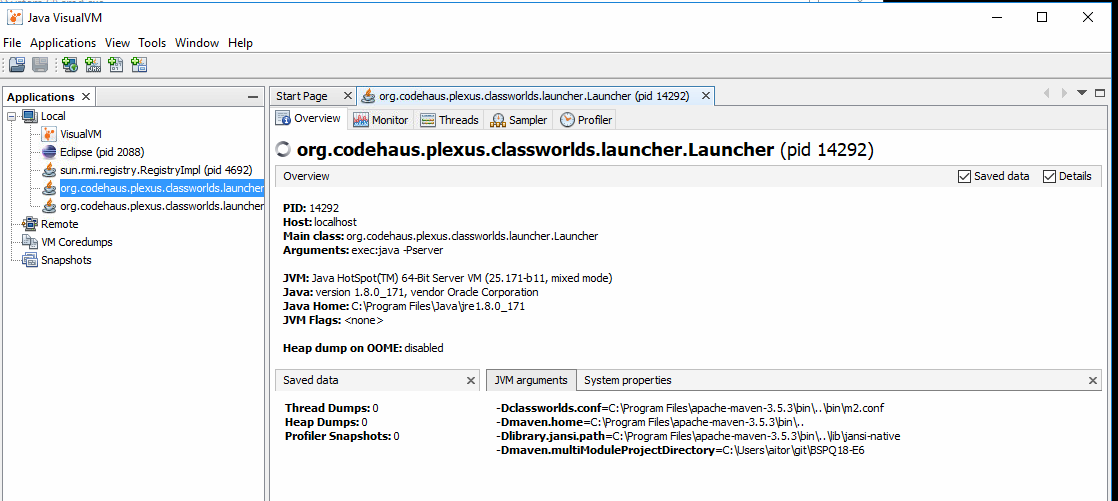 Java VisualVM
File Applications View Tools Window Help
Applications
Local
VisualVM
Eclipse (pid 2088)
sun.rmi.registry.RegistryImpl (pid 4692)
org.codehaus.plexus.classworlds.launcher
org.codehaus.plexus.classworlds.launcher
Remote
VM Coredumps
Snapshots
Start Page org.codehaus.plexus.classworlds.launcher.Launcher (pid 14292)
Overview Monitor Threads Sampler Profiler
org.codehaus.plexus.classworlds.launcher.Launcher (pid 14292)
Overview Saved data Details
PID: 14292
Host: localhost
Main class: org.codehaus.plexus.classworlds.launcher.Launcher
Arguments: exec:java -Pserver
JVM: Java HotSpot(TM) 64-Bit Server VM (25.171-b11, mixed mode)
Java: version 1.8.0_171, vendor Oracle Corporation
Java Home: C:\Program Files\Java\jre1.8.0_171
JVM Flags: <none>
Heap dump on OOME: disabled
Saved data
Thread Dumps: 0
Heap Dumps: 0
Profiler Snapshots: 0
JVM arguments System properties
-Dclassworlds.conf=C:\Program Files\apache-maven-3.5.3\bin\..\bin\m2.conf
-Dmaven.home=C:\Program Files\apache-maven-3.5.3\bin\..
-Dlibrary.jansi.path=C:\Program Files\apache-maven-3.5.3\bin\..\lib\jansi-native
-Dmaven.multiModuleProjectDirectory=C:\Users\aitor\git\BSPQ18-E6